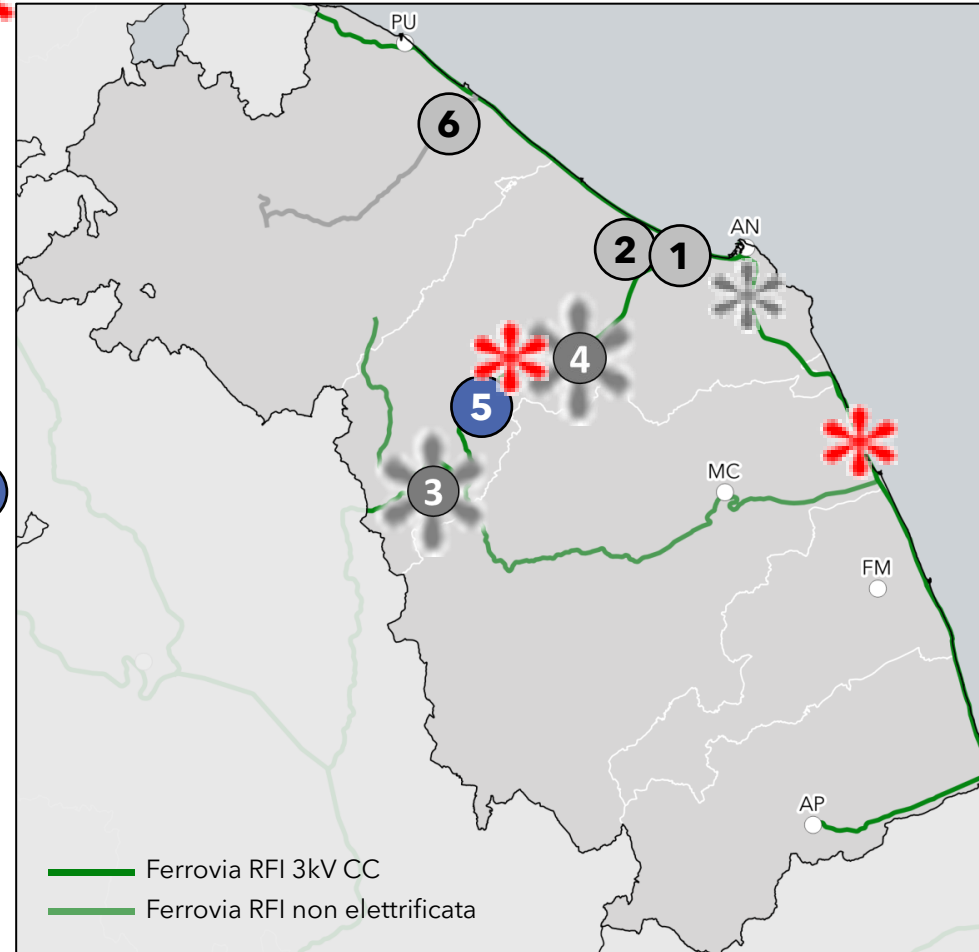 PU
6
AN
2
1
4
5
MC
3
FM
AP
Ferrovia RFI 3kV CC
Ferrovia RFI non elettrificata